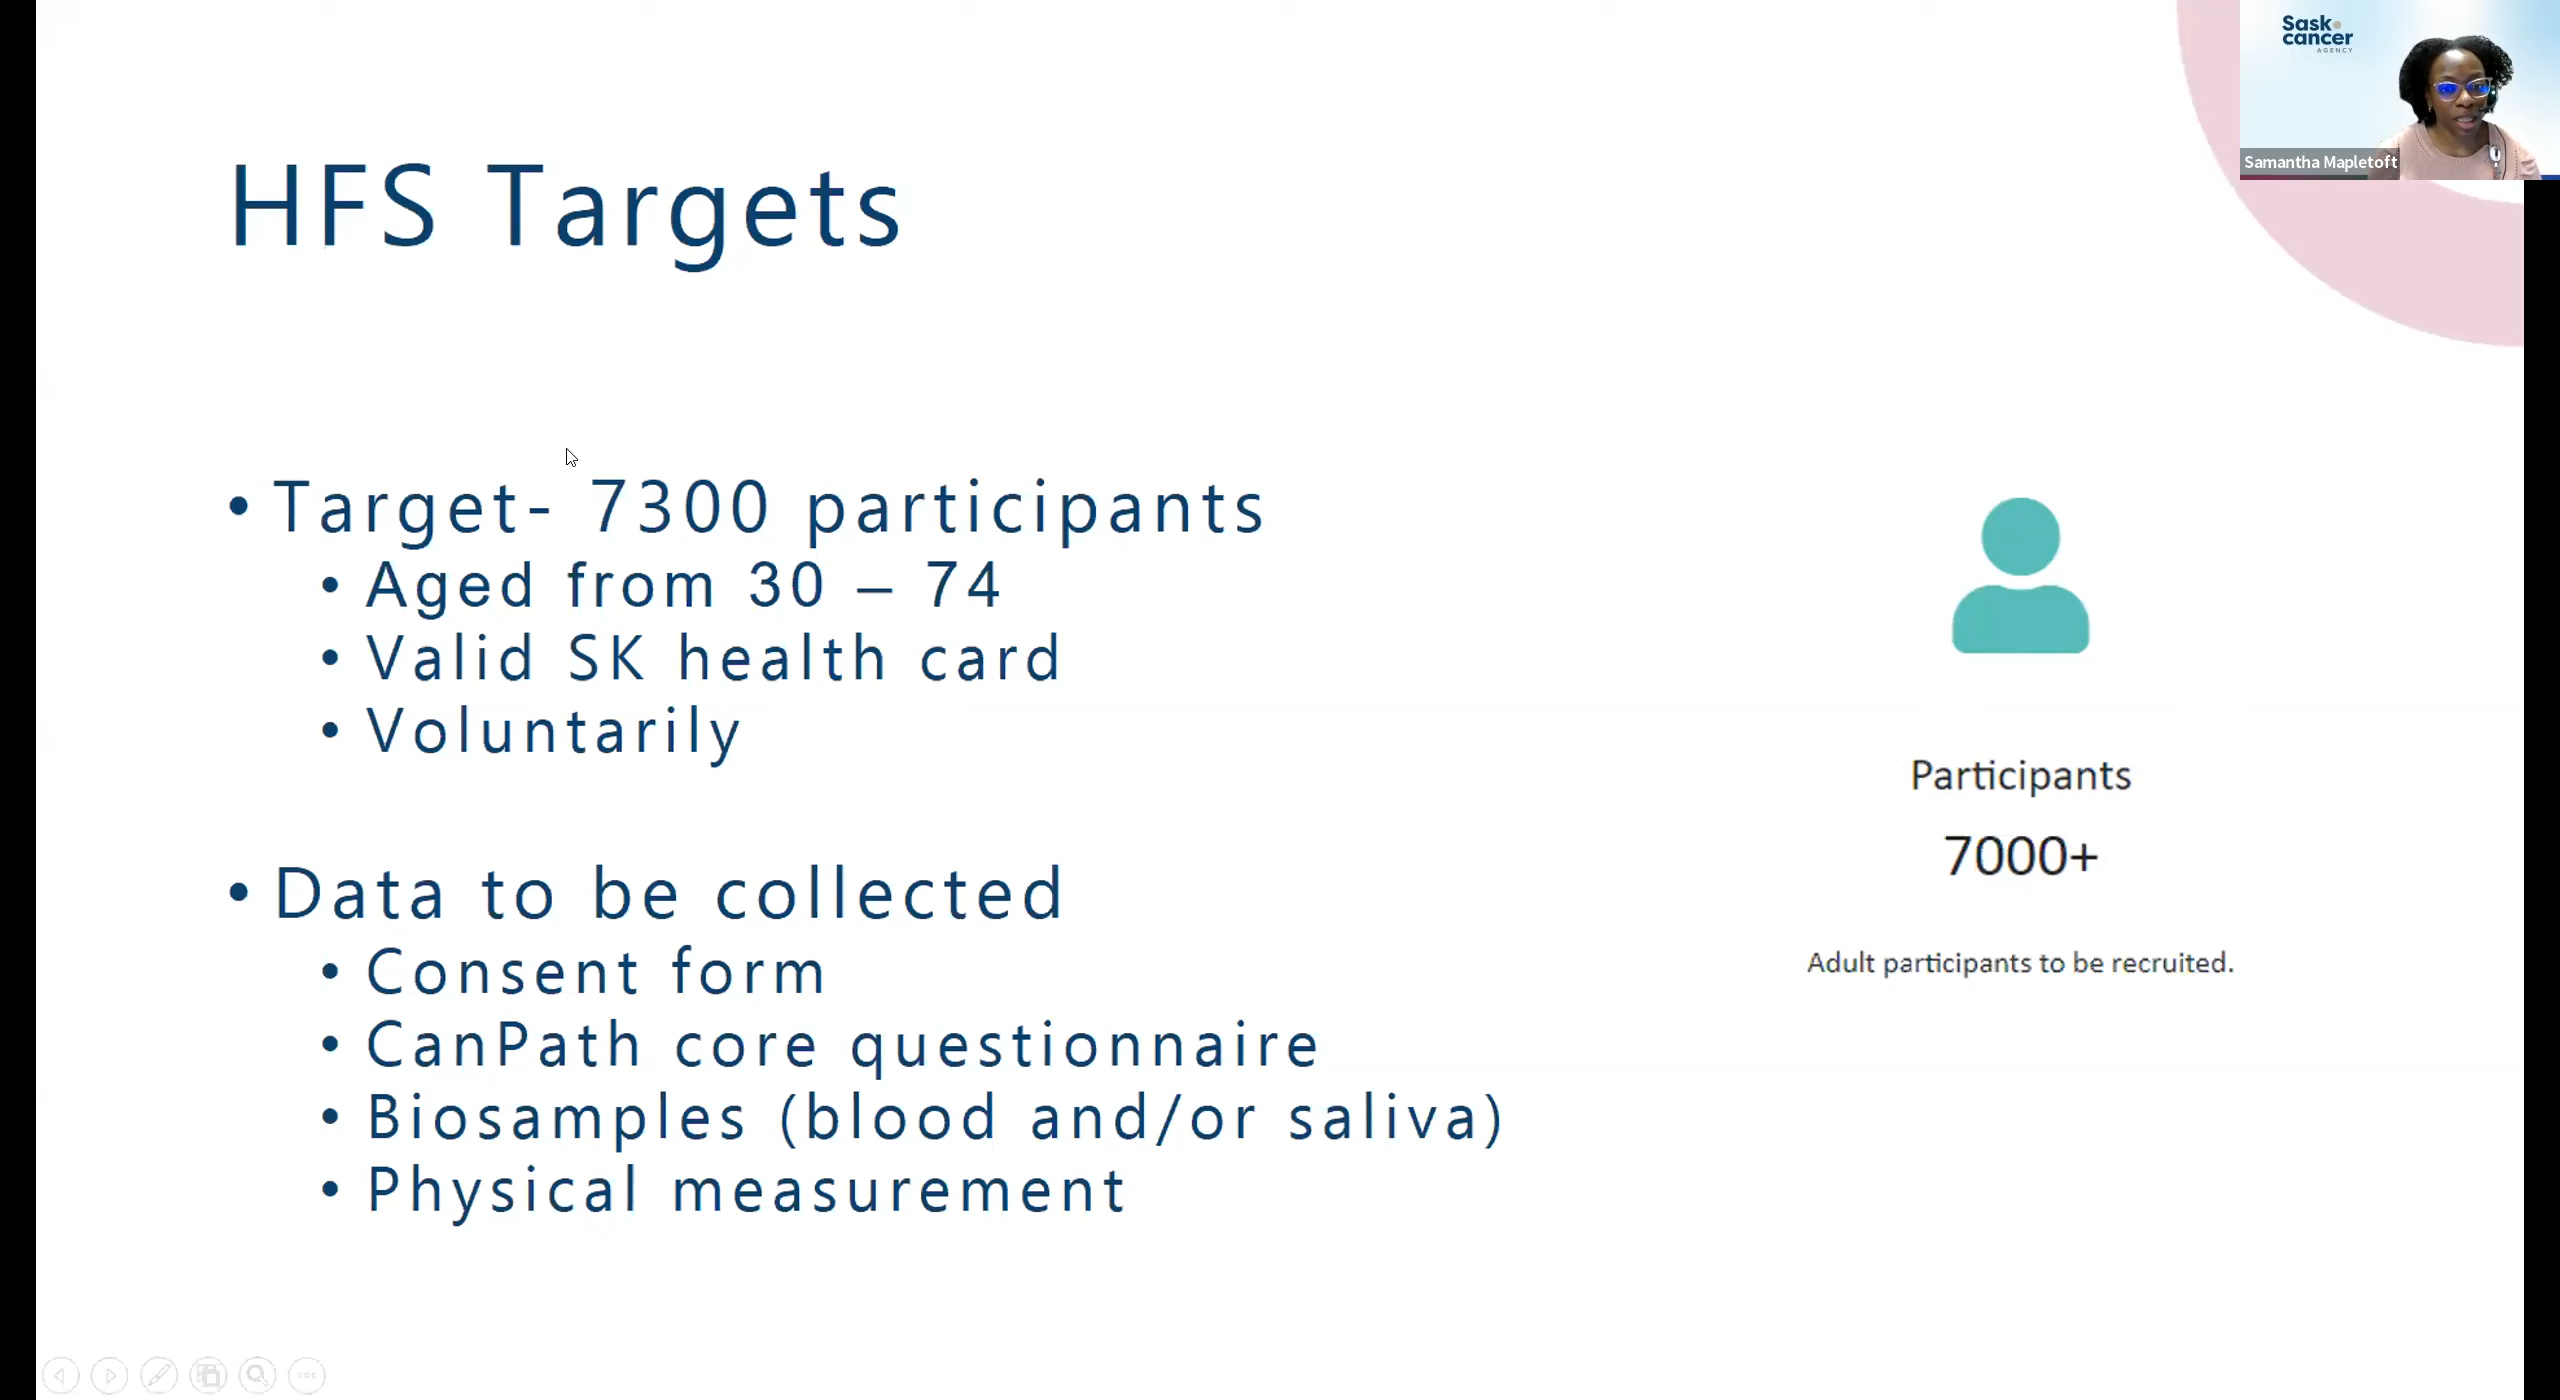 Sask
cancer
AGENCY
Samantha Mapletoft
HFS Targets
• Target- 7300 participants
• Aged from 30 – 74
• Valid SK health card
• Voluntarily
• Data to be collected
• Consent form
• CanPath core questionnaire
• Biosamples (blood and/or saliva)
• Physical measurement
Participants
7000+
Adult participants to be recruited.